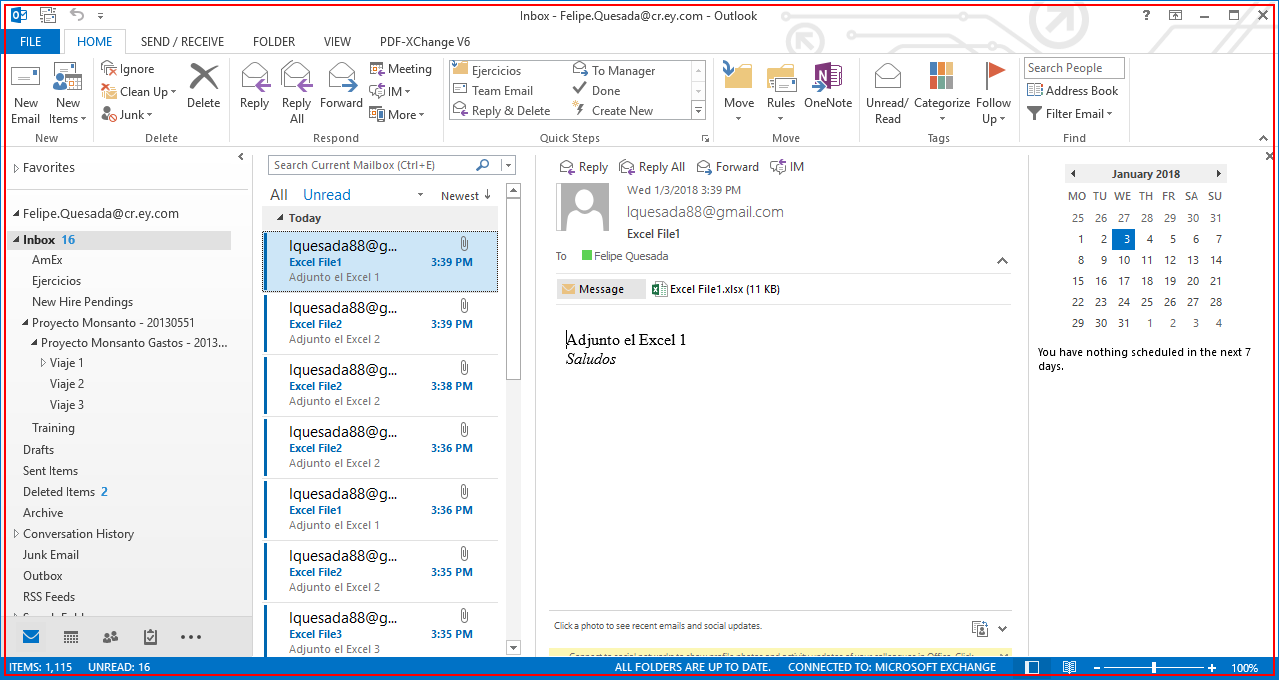 Inbox - Felipe.Quesada@cr.ey.com - Outlook
FILE HOME SEND / RECEIVE FOLDER VIEW PDF-XChange V6
New Email
New Items
New
Ignore
Clean Up
Junk
Delete
Delete
Reply
Reply All
Forward
Meeting
IM
More
Respond
Ejercicios
Team Email
Reply & Delete
To Manager
Done
Create New
Quick Steps
Move
Rules
OneNote
Move
Unread/ Read
Categorize
Follow Up
Tags
Search People
Address Book
Filter Email
Find
Favorites
Felipe.Quesada@cr.ey.com
Inbox 16
AmEx
Ejercicios
New Hire Pendings
Proyecto Monsanto - 20130551
Proyecto Monsanto Gastos - 2013...
Viaje 1
Viaje 2
Viaje 3
Training
Drafts
Sent Items
Deleted Items 2
Archive
Conversation History
Junk Email
Outbox
RSS Feeds
Search Current Mailbox (Ctrl+E)
All Unread Newest
Today
lquesada88@g...
Excel File1 3:39 PM
Adjunto el Excel 1
lquesada88@g...
Excel File2 3:39 PM
Adjunto el Excel 2
lquesada88@g...
Excel File2 3:38 PM
Adjunto el Excel 2
lquesada88@g...
Excel File2 3:36 PM
Adjunto el Excel 2
lquesada88@g...
Excel File1 3:36 PM
Adjunto el Excel 1
lquesada88@g...
Excel File2 3:35 PM
Adjunto el Excel 2
lquesada88@g...
Excel File3 3:35 PM
Adjunto el Excel 3
Reply Reply All Forward IM
Wed 1/3/2018 3:39 PM
lquesada88@gmail.com
Excel File1
To Felipe Quesada
Message Excel File1.xlsx (11 KB)
Adjunto el Excel 1
Saludos
Click a photo to see recent emails and social updates.
January 2018
MO TU WE TH FR SA SU
25 26 27 28 29 30 31
1 2 3 4 5 6 7
8 9 10 11 12 13 14
15 16 17 18 19 20 21
22 23 24 25 26 27 28
29 30 31 1 2 3 4
You have nothing scheduled in the next 7
days.
ITEMS: 1,115 UNREAD: 16 ALL FOLDERS ARE UP TO DATE. CONNECTED TO: MICROSOFT EXCHANGE 100%